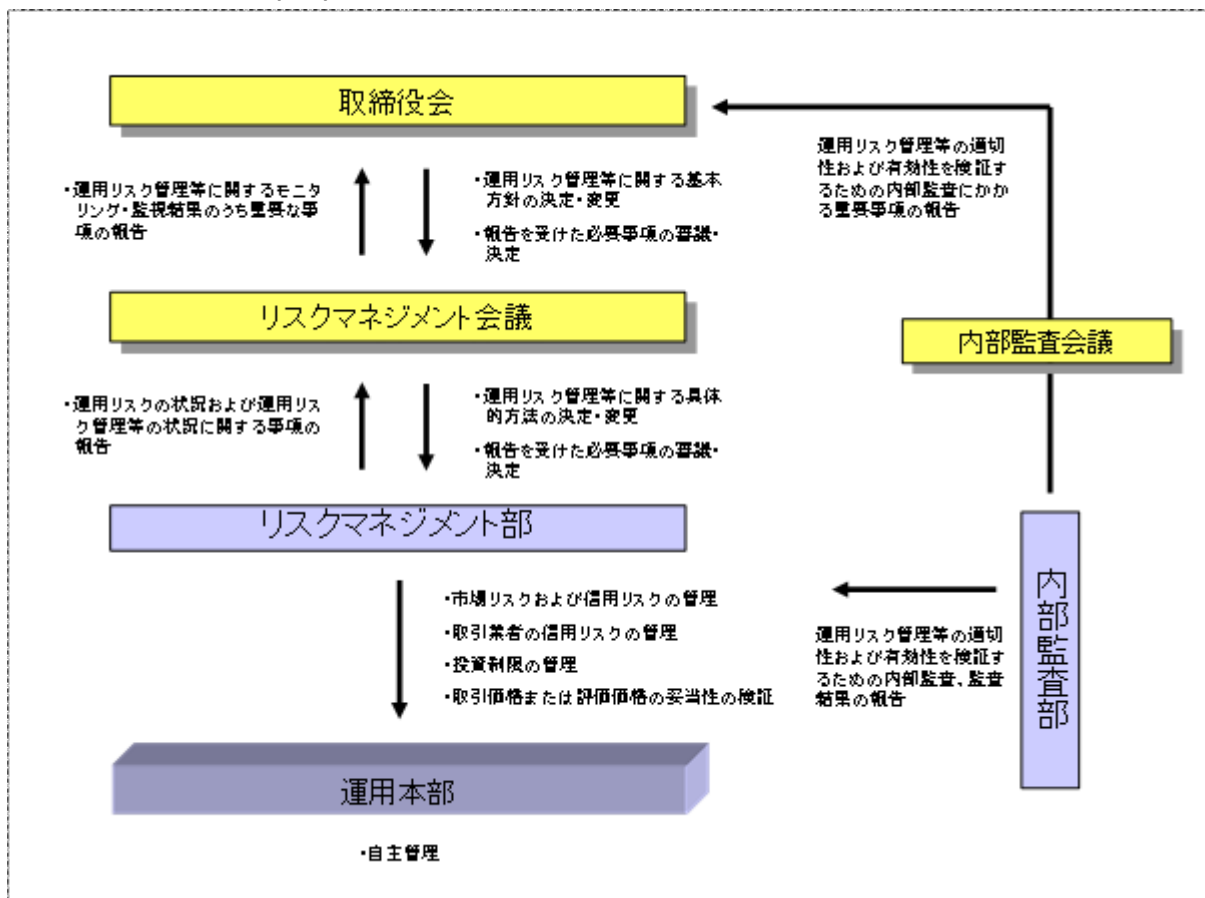 取締役会
・運用リスク管理等に関するモニタ
リング・監視結果のうち重要な事
項の報告
・運用リスク管理等に関する基本
方針の決定・変更
・報告を受けた必要事項の審議・
決定
運用リスク管理等の適切
性および有効性を検証す
るための内部監査にかか
る重要事項の報告
リスクマネジメント会議
内部監査会議
・運用リスクの状況および運用リス
ク管理等の状況に関する事項の
報告
・運用リスク管理等に関する具体
的方法の決定・変更
・報告を受けた必要事項の審議・
決定
リスクマネジメント部
内部監査部
・市場リスクおよび信用リスクの管理
・取引業者の信用リスクの管理
・投資制限の管理
・取引価格または評価価格の妥当性の検証
運用リスク管理等の適切
性および有効性を検証す
るための内部監査、監査
結果の報告
運用本部
・自主管理